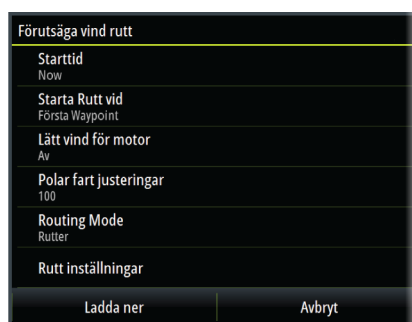 Förutsäga vind rutt
Starttid
Now
Starta Rutt vid
Första Waypoint
Lätt vind för motor
Av
Polar fart justeringar
100
Routing Mode
Rutter
Rutt inställningar
Ladda ner
Avbryt